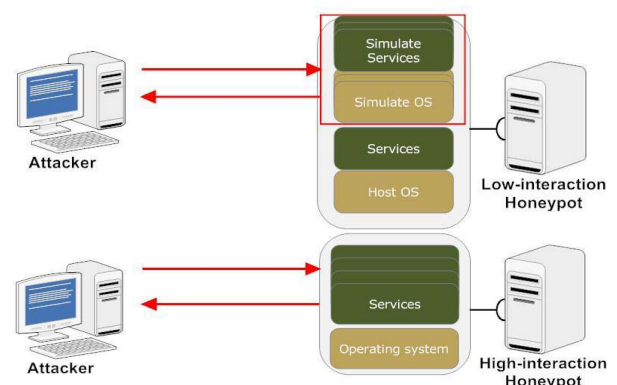 Simulate
Services
Simulate OS
Services
Host OS
Attacker
Low-interaction
Honeypot
Services
Operating system
Attacker
High-interaction
Honeypot